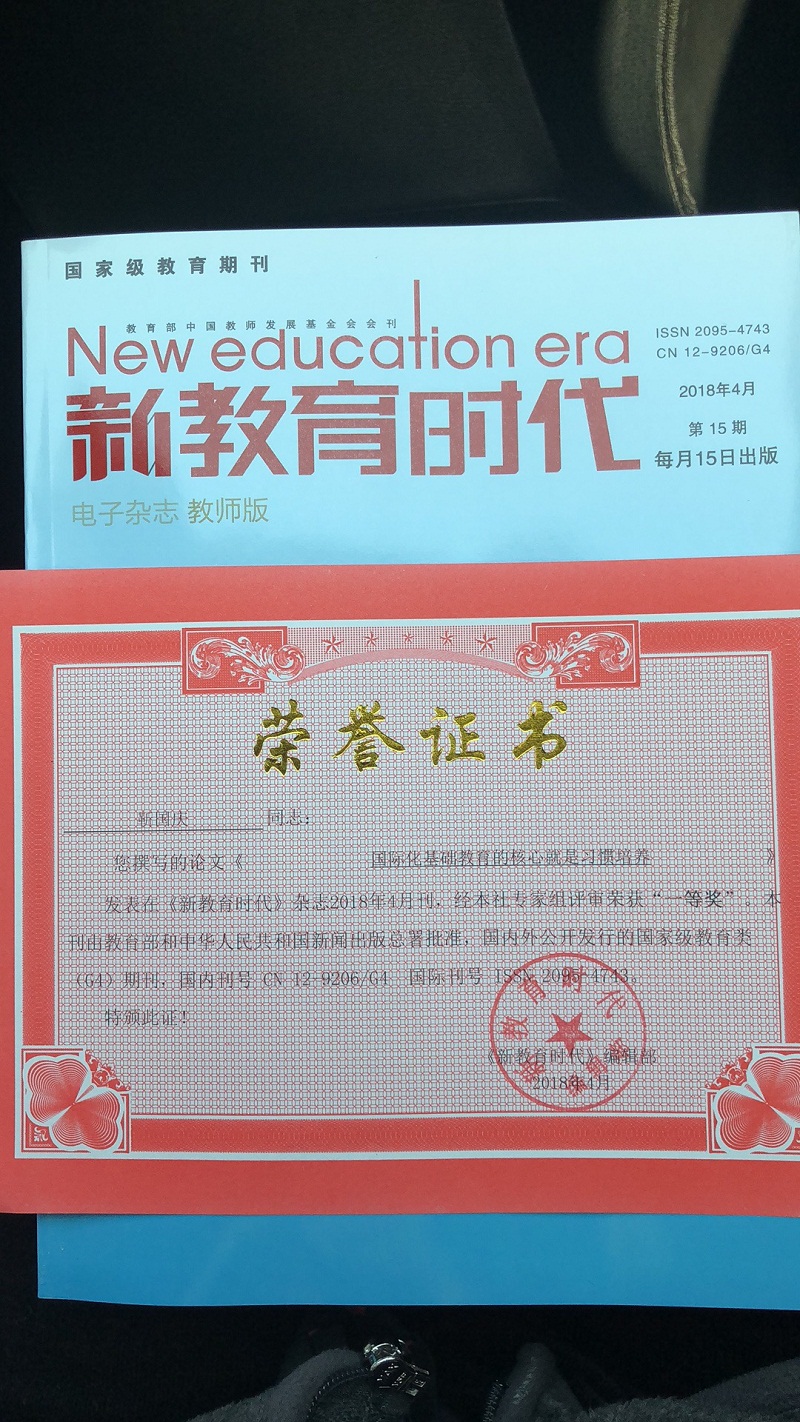 国家级教育期刊
教育部中国教师发展基金会会刊
New education era
ISSN 2095-4743
CN 12-9206/G4
新教育时代
2018年4月
第 15 期
每月15日出版
电子杂志 教师版
荣誉证书
靳国庆 同志：
您撰写的论文《 国际化基础教育的核心就是习惯培养 》
发表在《新教育时代》杂志2018年4月刊，经本社专家组评审荣获“一等奖”。本
刊由教育部和中华人民共和国新闻出版总署批准，国内外公开发行的国家级教育类
（G4）期刊，国内刊号 CN 12-9206/G4 国际刊号 ISSN 2095-4743。
特颁此证！
《新教育时代》编辑部
2018年4月
新教育时代
编辑部